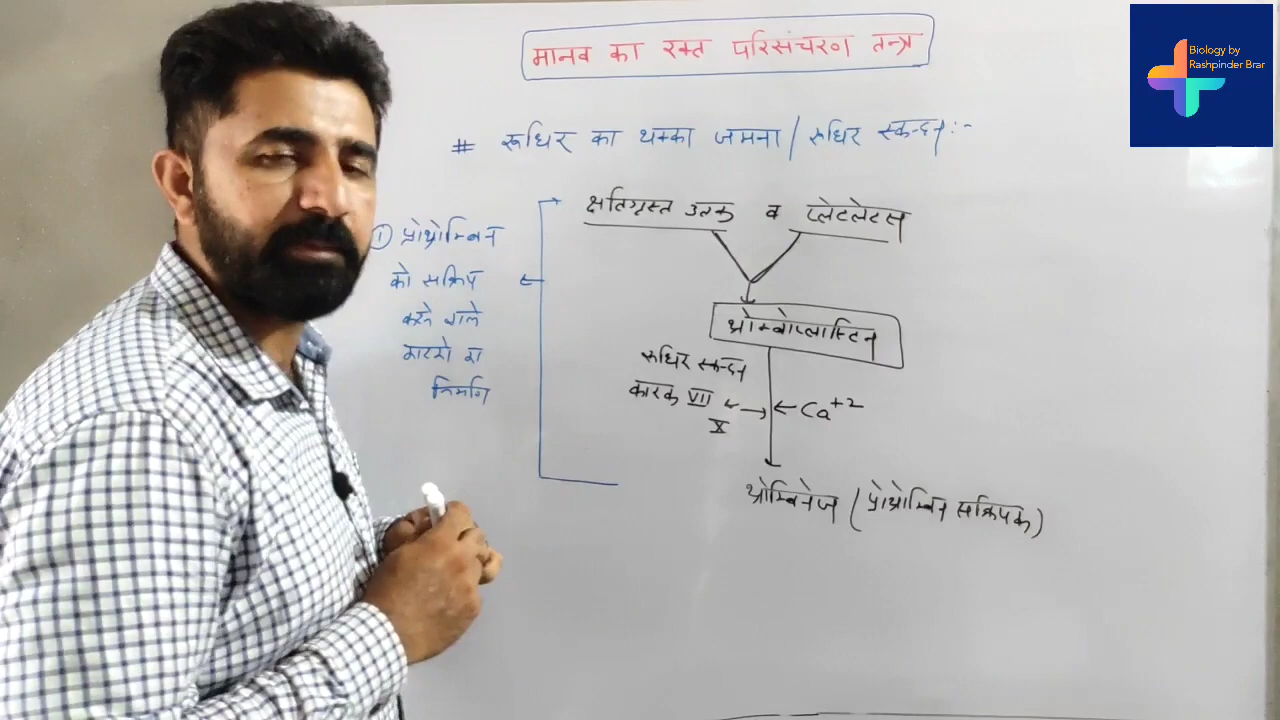 मानव का रक्त परिसंचरण तन्त्र
Biology by
Rashpinder Brar
# रूधिर का थक्का जमना / रूधिर स्कन्दन :-
क्षतिग्रस्त उतक व प्लेटलेटस
① प्रोथ्रोम्बिन
को सक्रिय
करने वाले
कारको का
निर्माण
थ्रोम्बोप्लास्टिन
रूधिर स्कन्दन
कारक VII व
X
Ca+2
थ्रोम्बिनेज (प्रोथ्रोम्बिन सक्रियक)